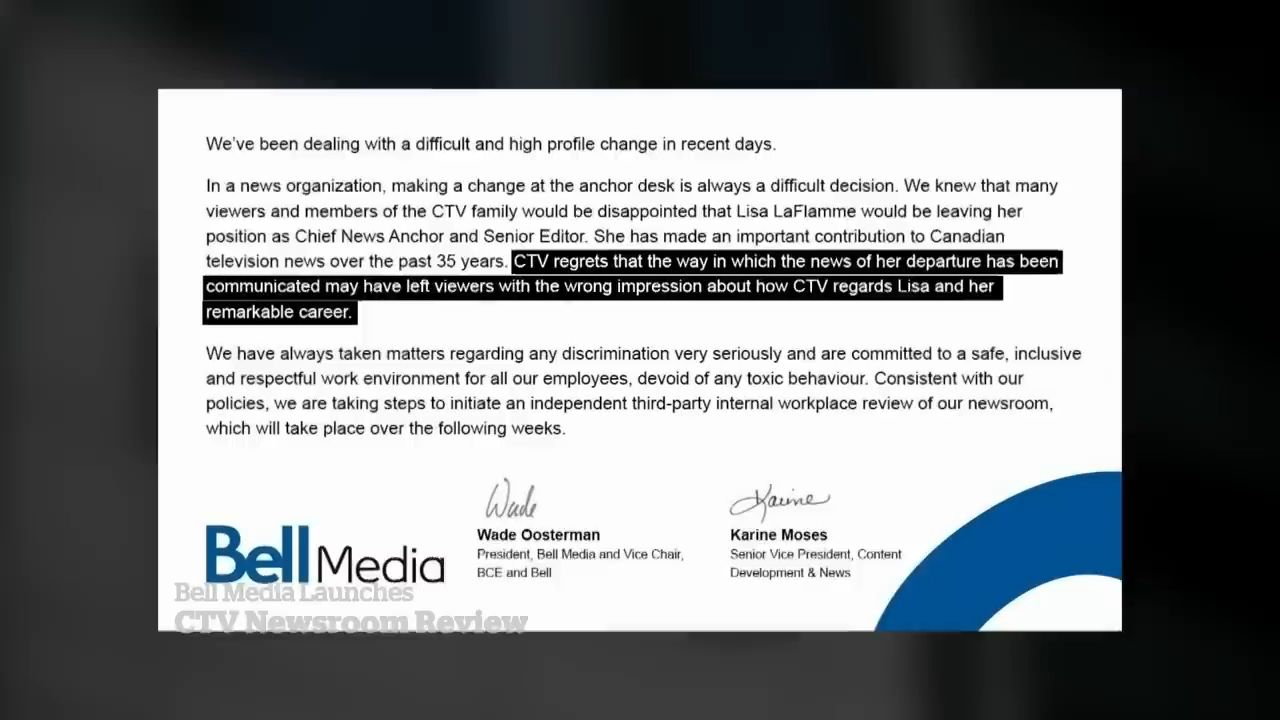 We've been dealing with a difficult and high profile change in recent days.
In a news organization, making a change at the anchor desk is always a difficult decision. We knew that many
viewers and members of the CTV family would be disappointed that Lisa LaFlamme would be leaving her
position as Chief News Anchor and Senior Editor. She has made an important contribution to Canadian
television news over the past 35 years. CTV regrets that the way in which the news of her departure has been
communicated may have left viewers with the wrong impression about how CTV regards Lisa and her
remarkable career.
We have always taken matters regarding any discrimination very seriously and are committed to a safe, inclusive
and respectful work environment for all our employees, devoid of any toxic behaviour. Consistent with our
policies, we are taking steps to initiate an independent third-party internal workplace review of our newsroom,
which will take place over the following weeks.
Wade
Karine
Wade Oosterman
President, Bell Media and Vice Chair,
BCE and Bell
Karine Moses
Senior Vice President, Content
Development & News
Bell Media
Bell Media Launches
CTV Newsroom Review